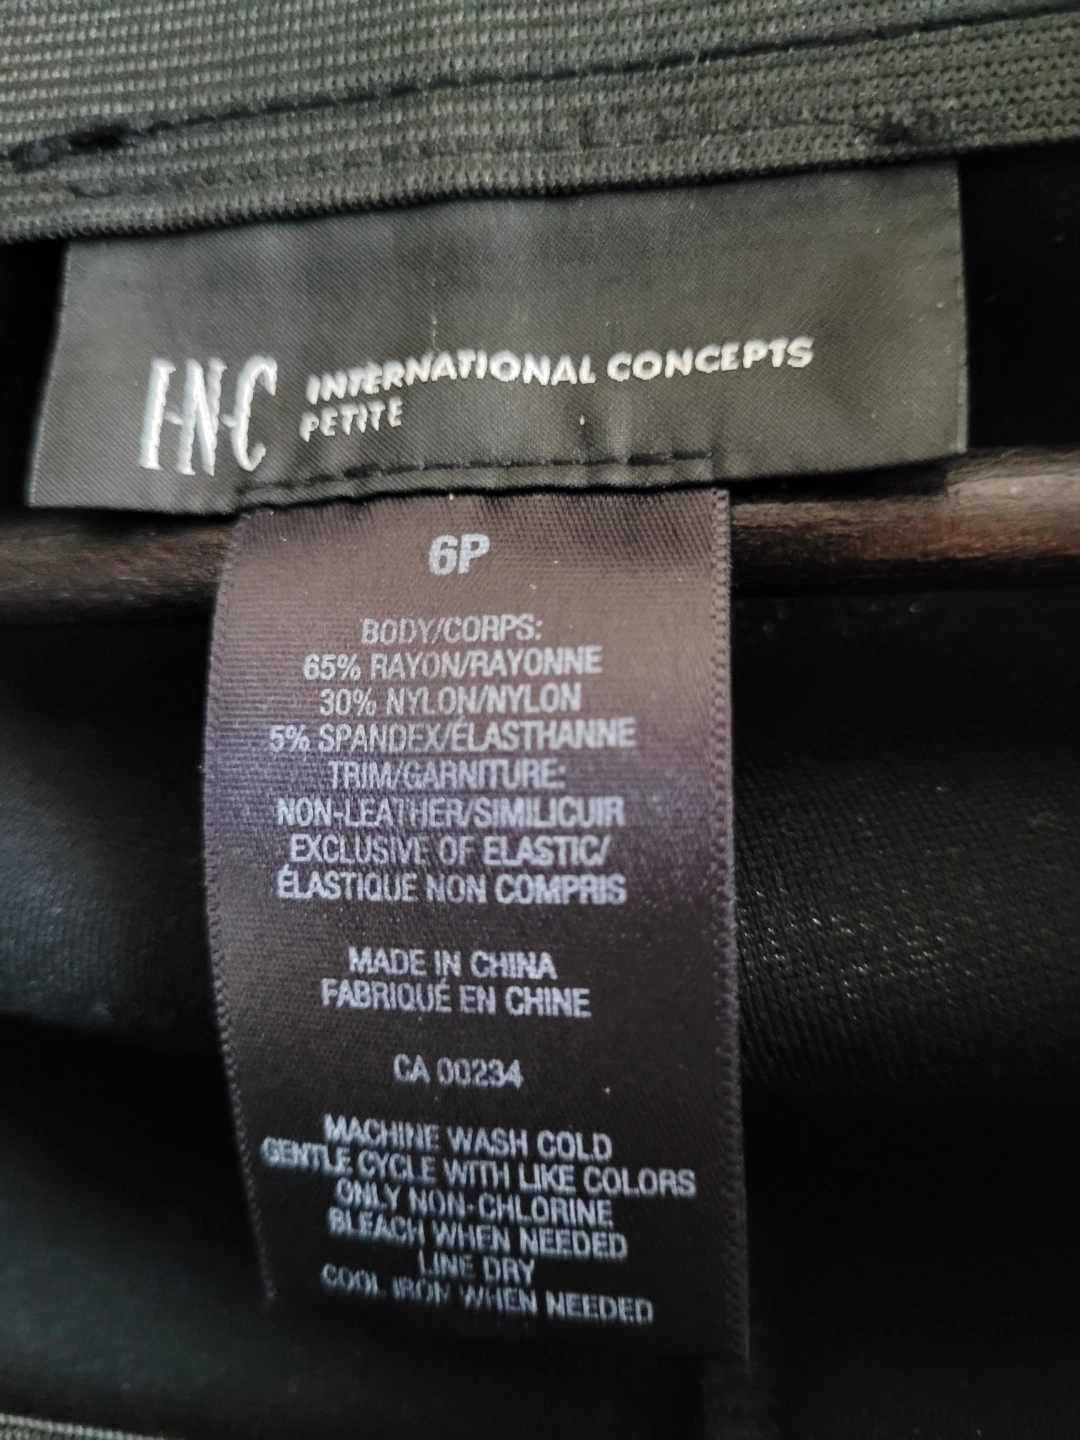 I·N·C INTERNATIONAL CONCEPTS
PETITE
6P
BODY/CORPS:
65% RAYON/RAYONNE
30% NYLON/NYLON
5% SPANDEX/ÉLASTHANNE
TRIM/GARNITURE:
NON-LEATHER/SIMILICUIR
EXCLUSIVE OF ELASTIC/
ÉLASTIQUE NON COMPRIS
MADE IN CHINA
FABRIQUÉ EN CHINE
CA 00234
MACHINE WASH COLD
GENTLE CYCLE WITH LIKE COLORS
ONLY NON-CHLORINE
BLEACH WHEN NEEDED
LINE DRY
COOL IRON WHEN NEEDED